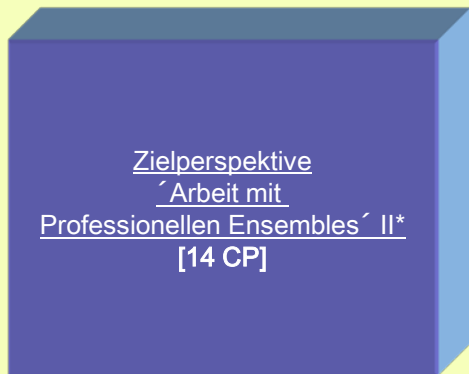 Zielperspektive
´Arbeit mit
Professionellen Ensembles´ II*
[14 CP]